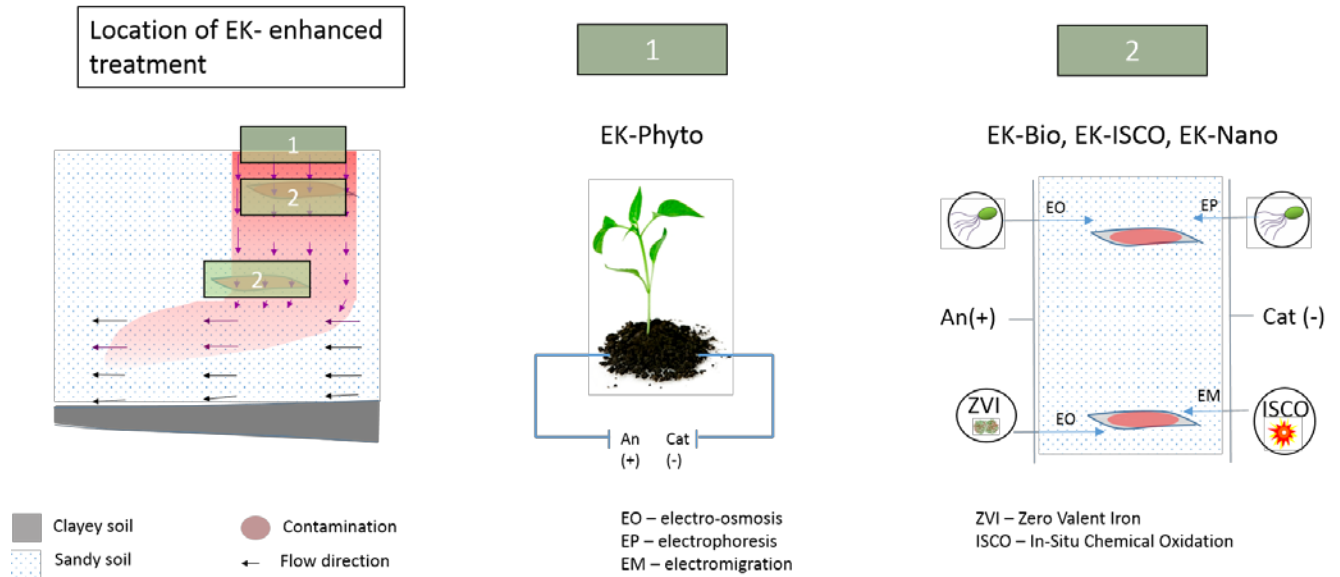 Location of EK- enhanced
treatment
1
2
2
1
EK-Phyto
An
(+)
Cat
(-)
2
EK-Bio, EK-ISCO, EK-Nano
EO
EP
An(+)
Cat (-)
ZVI
EO
EM
ISCO
Clayey soil
Contamination
Sandy soil
Flow direction
EO – electro-osmosis
EP – electrophoresis
EM – electromigration
ZVI – Zero Valent Iron
ISCO – In-Situ Chemical Oxidation